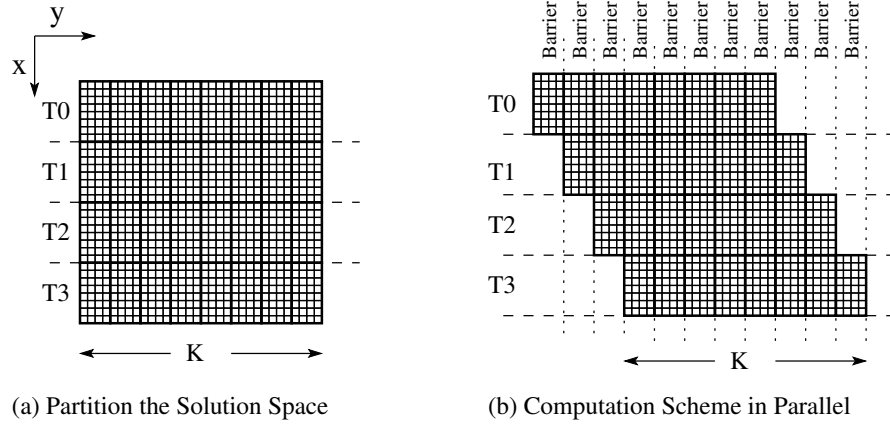 y
x
T0
T1
T2
T3
K
(a) Partition the Solution Space
Barrier
Barrier
Barrier
Barrier
Barrier
Barrier
Barrier
Barrier
Barrier
Barrier
Barrier
T0
T1
T2
T3
K
(b) Computation Scheme in Parallel